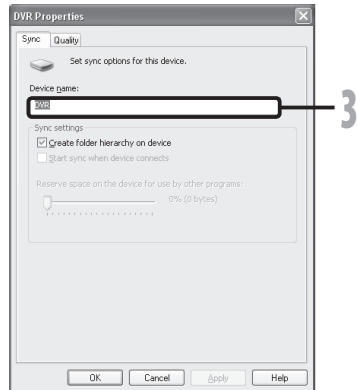 DVR Properties
Sync Quality
Set sync options for this device.
Device name:
DVR
3
Sync settings
Create folder hierarchy on device
Start sync when device connects
Reserve space on the device for use by other programs:
0% (0 bytes)
OK Cancel Apply Help